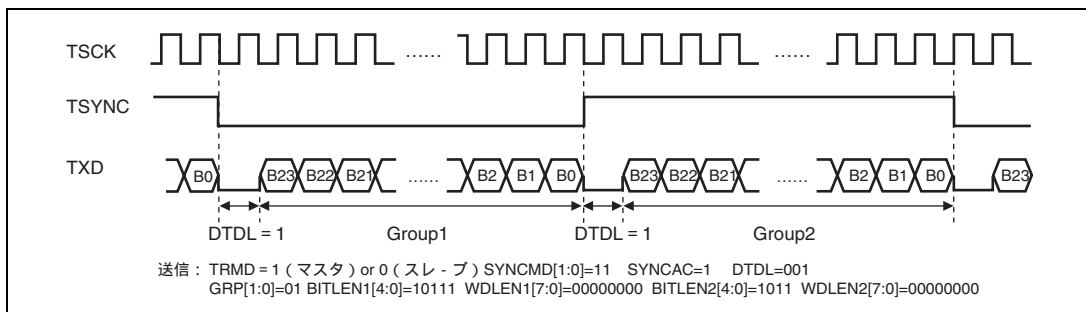 TSCK ...... ......
TSYNC
TXD B0 B23 B22 B21 ...... B2 B1 B0 B23 B22 B21 ...... B2 B1 B0 B23
DTDL = 1 Group1 DTDL = 1 Group2
送信： TRMD = 1 ( マスタ ) or 0 ( スレ - ブ ) SYNCMD[1:0]=11 SYNCAC=1 DTDL=001
GRP[1:0]=01 BITLEN1[4:0]=10111 WDLEN1[7:0]=00000000 BITLEN2[4:0]=1011 WDLEN2[7:0]=00000000